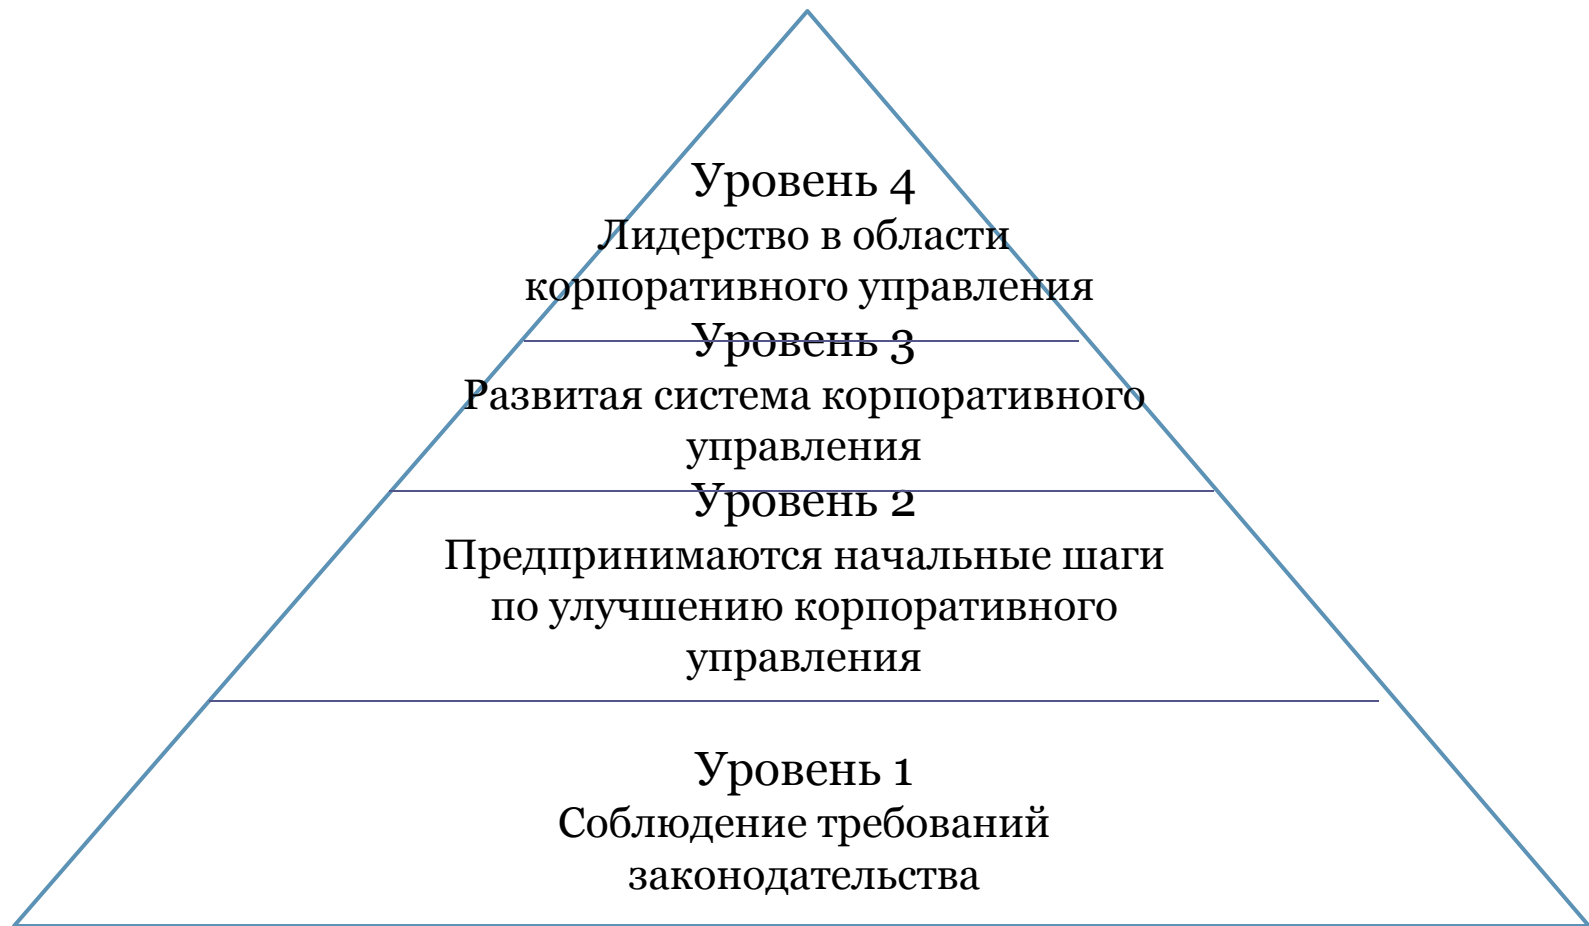 Уровень 4
Лидерство в области
корпоративного управления
Уровень 3
Развитая система корпоративного
управления
Уровень 2
Предпринимаются начальные шаги
по улучшению корпоративного
управления
Уровень 1
Соблюдение требований
законодательства